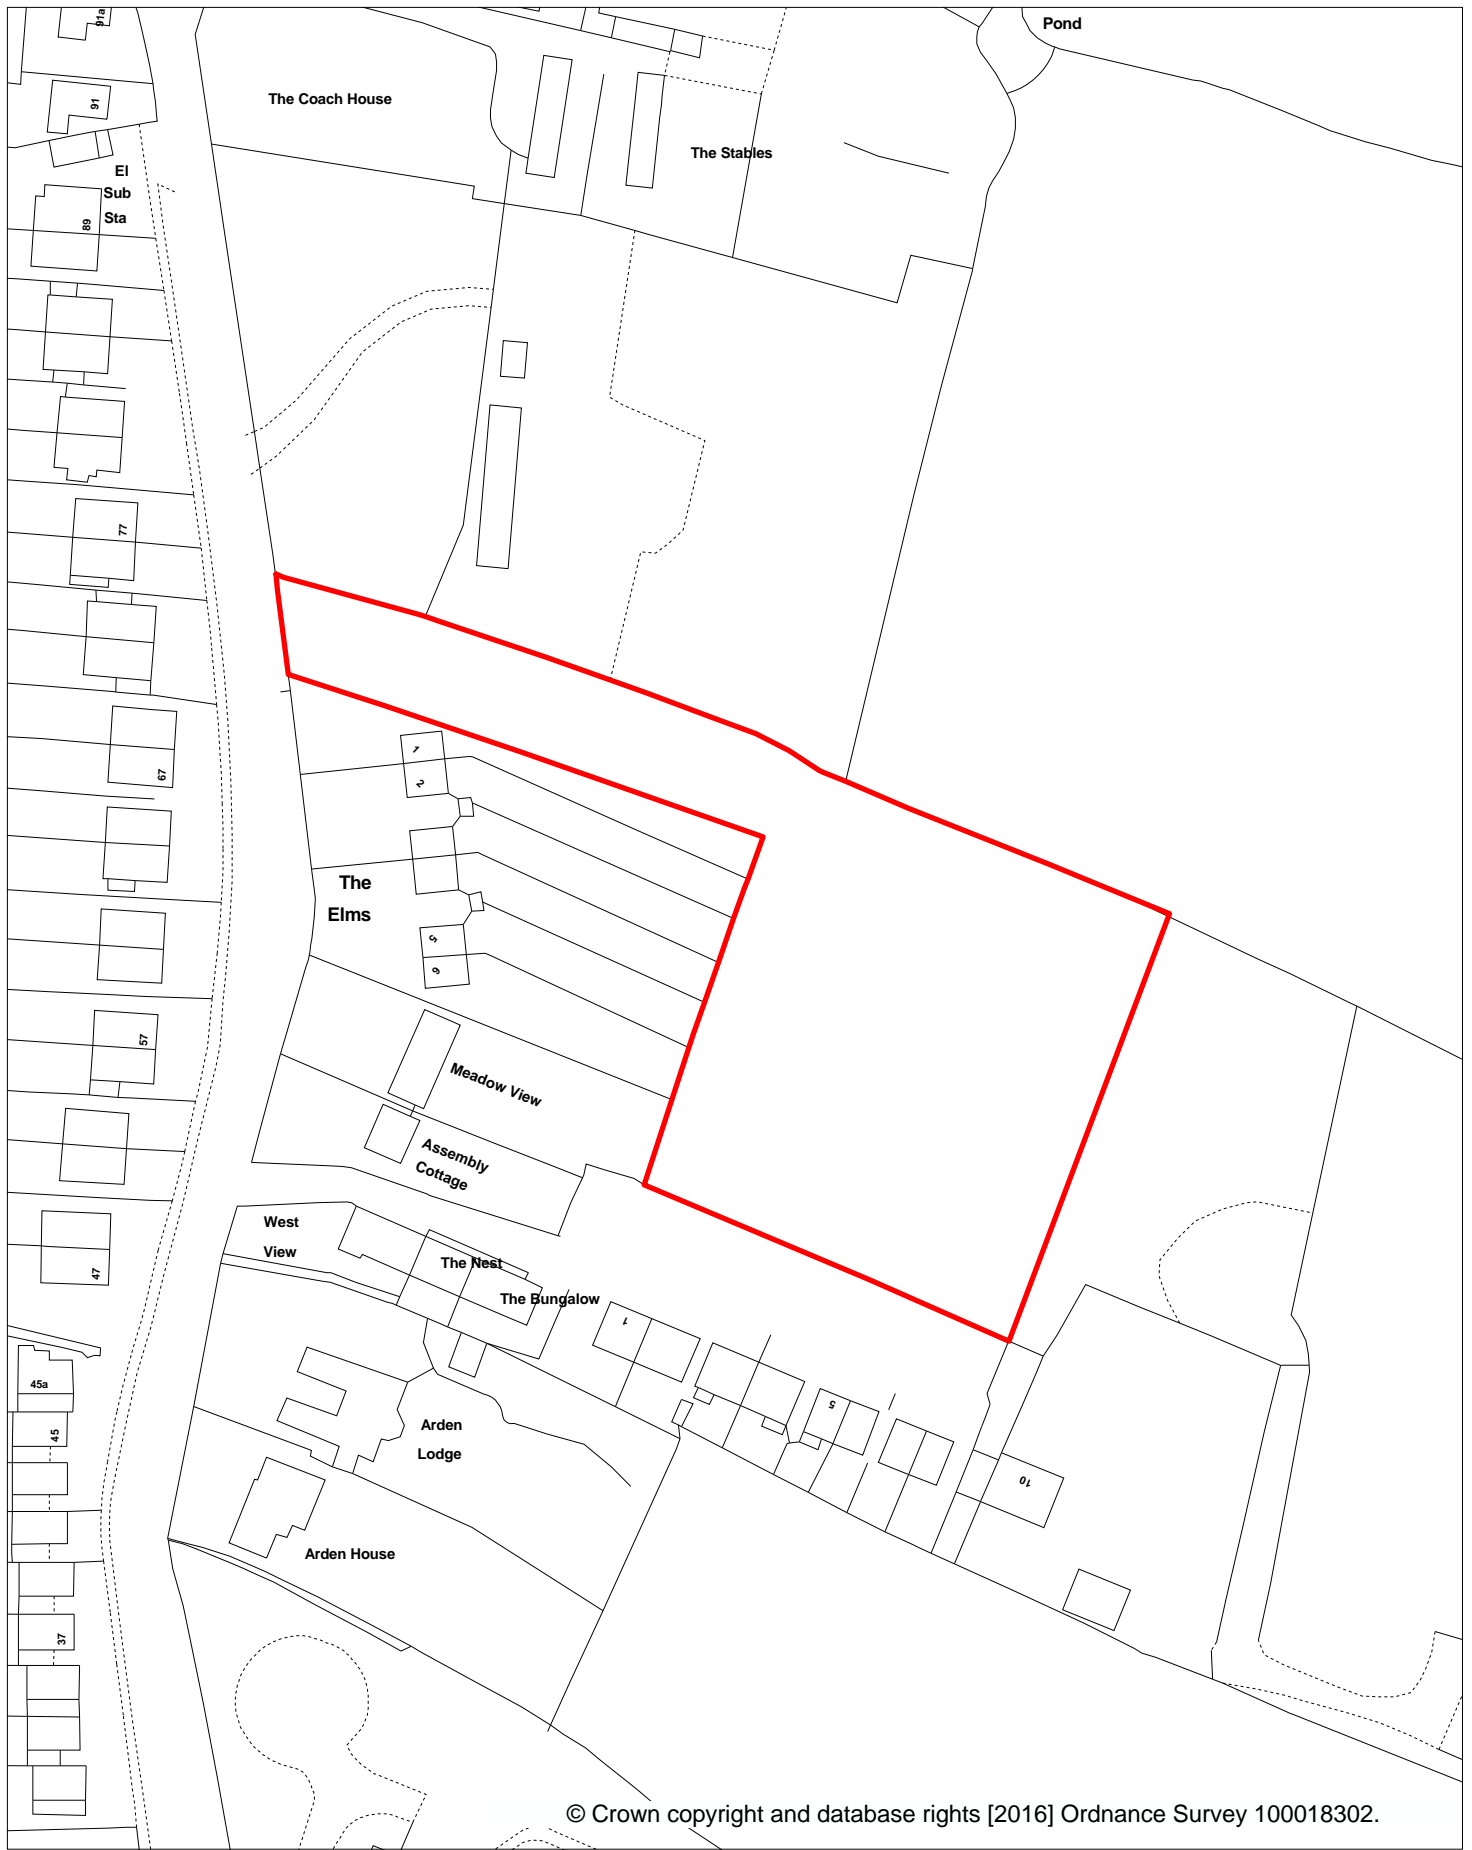 Pond
91a
The Coach House
91
The Stables
El
Sub
Sta
89
77
1
2
67
The
Elms
5
6
57
Meadow View
Assembly
Cottage
West
View
The Nest
47
The Bungalow
1
45a
5
Arden
Lodge
45
10
Arden House
37
© Crown copyright and database rights [2016] Ordnance Survey 100018302.